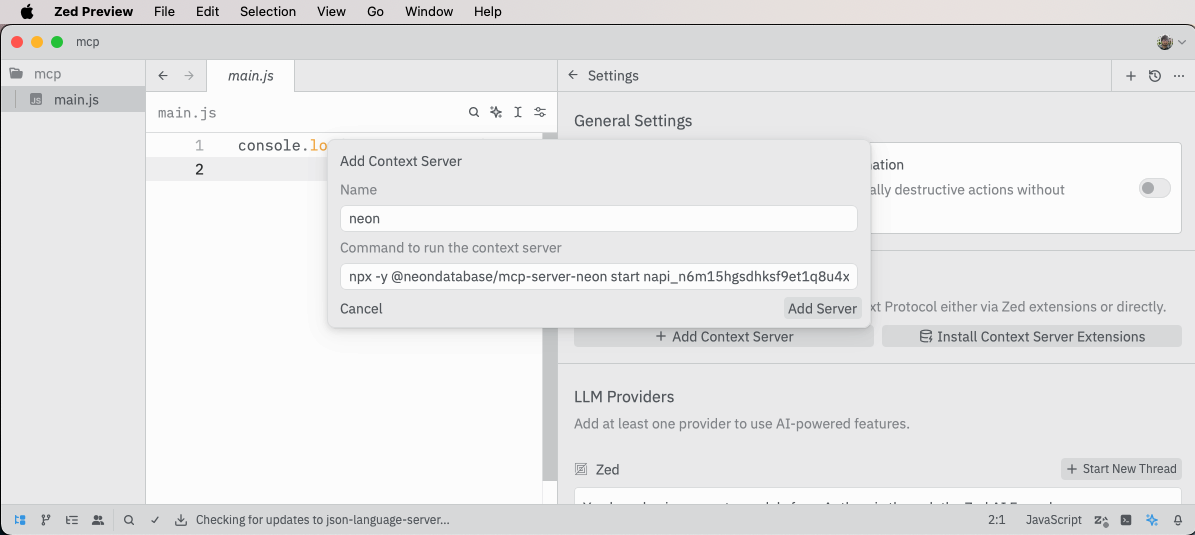 Zed Preview File Edit Selection View Go Window Help
mcp
mcp
main.js
main.js
main.js
1 console.lo
2
Settings
General Settings
ation
ally destructive actions without
Add Context Server
Name
neon
Command to run the context server
npx -y @neondatabase/mcp-server-neon start napi_n6m15hgsdhksf9et1q8u4x
Cancel Add Server
xt Protocol either via Zed extensions or directly.
+ Add Context Server Install Context Server Extensions
LLM Providers
Add at least one provider to use AI-powered features.
Zed + Start New Thread
Checking for updates to json-language-server... 2:1 JavaScript